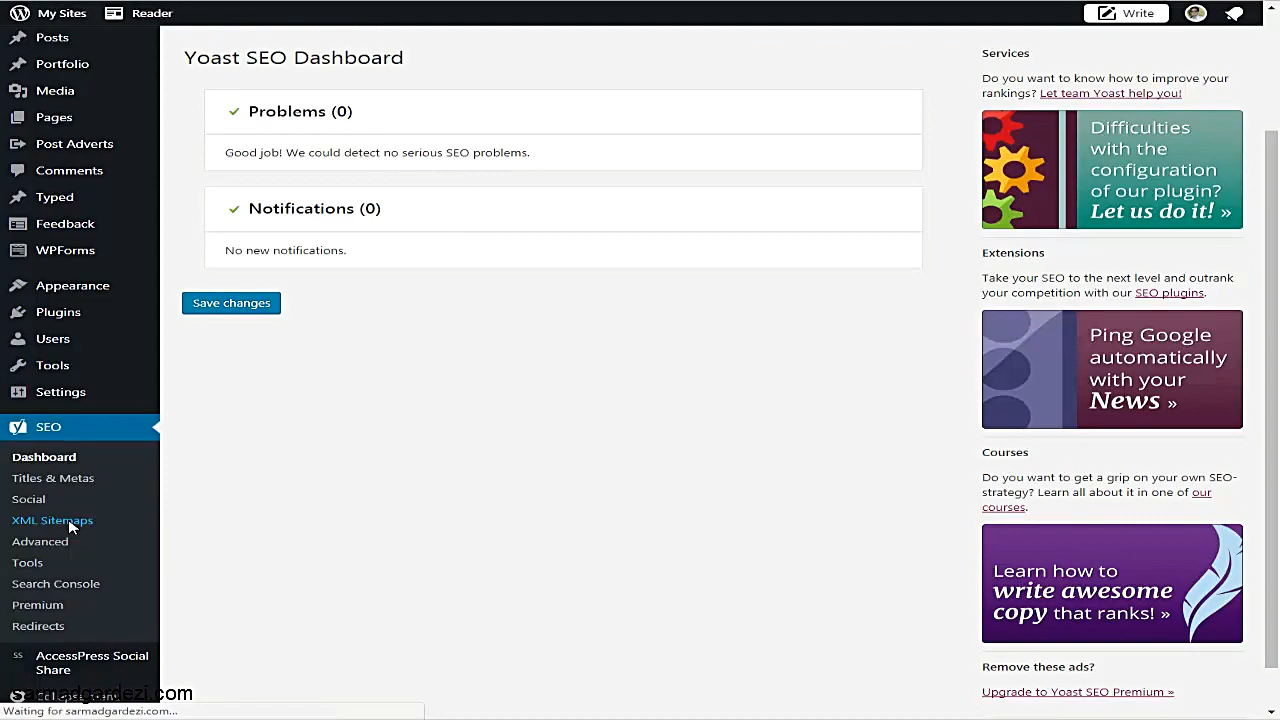 My Sites
Reader
Write
Posts
Portfolio
Media
Pages
Post Adverts
Comments
Typed
Feedback
WPForms
Appearance
Plugins
Users
Tools
Settings
SEO
Dashboard
Titles & Metas
Social
XML Sitemaps
Advanced
Tools
Search Console
Premium
Redirects
AccessPress Social
Share
sarmadgardezi.com
Waiting for sarmadgardezi.com...
Yoast SEO Dashboard
Problems (0)
Good job! We could detect no serious SEO problems.
Notifications (0)
No new notifications.
Save changes
Services
Do you want to know how to improve your
rankings? Let team Yoast help you!
Difficulties
with the
configuration
of our plugin?
Let us do it! »
Extensions
Take your SEO to the next level and outrank
your competition with our SEO plugins.
Ping Google
automatically
with your
News »
Courses
Do you want to get a grip on your own SEO-
strategy? Learn all about it in one of our
courses.
Learn how to
write awesome
copy that ranks! »
Remove these ads?
Upgrade to Yoast SEO Premium »